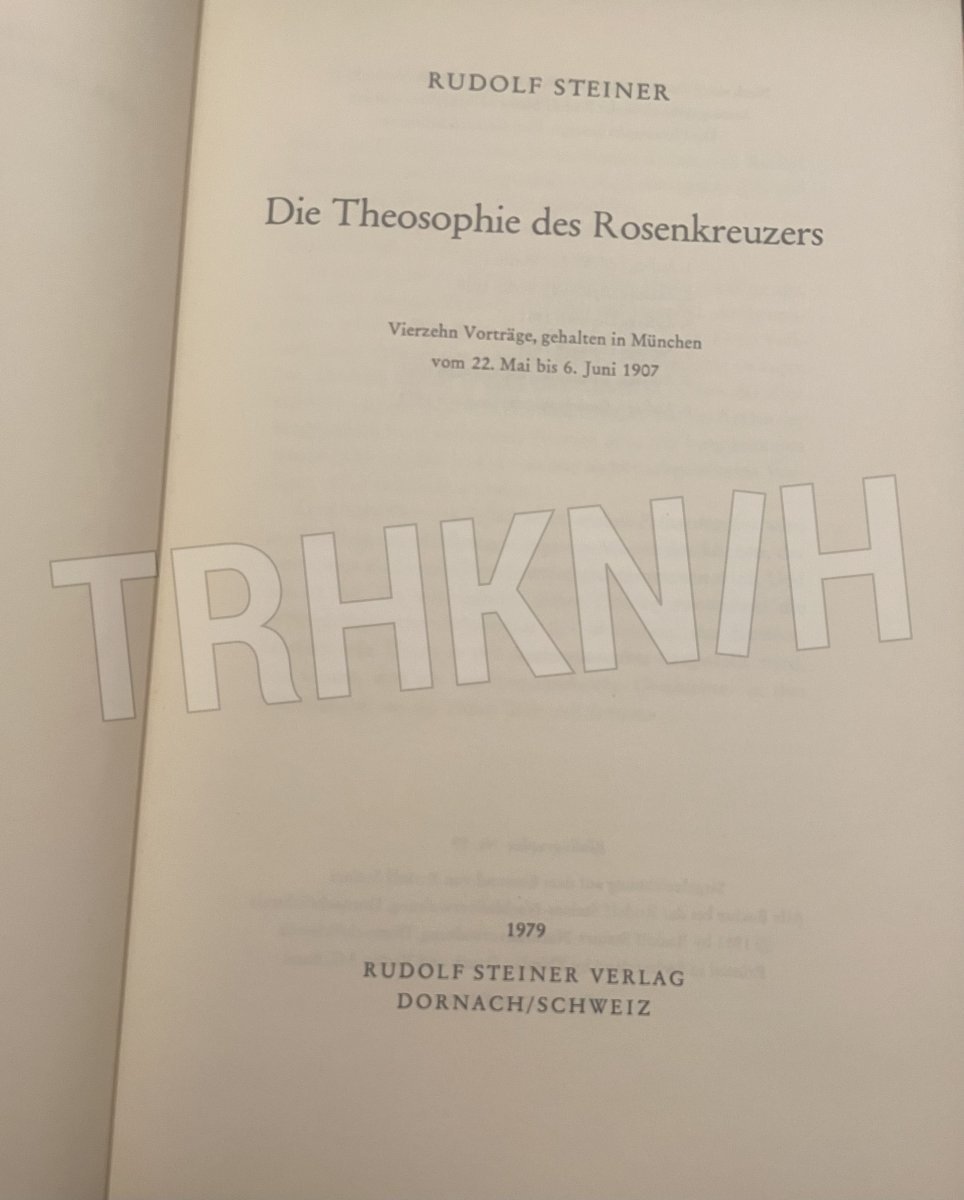 RUDOLF STEINER
Die Theosophie des Rosenkreuzers
Vierzehn Vorträge, gehalten in München
vom 22. Mai bis 6. Juni 1907
TRHKN/H
1979
RUDOLF STEINER VERLAG
DORNACH/SCHWEIZ